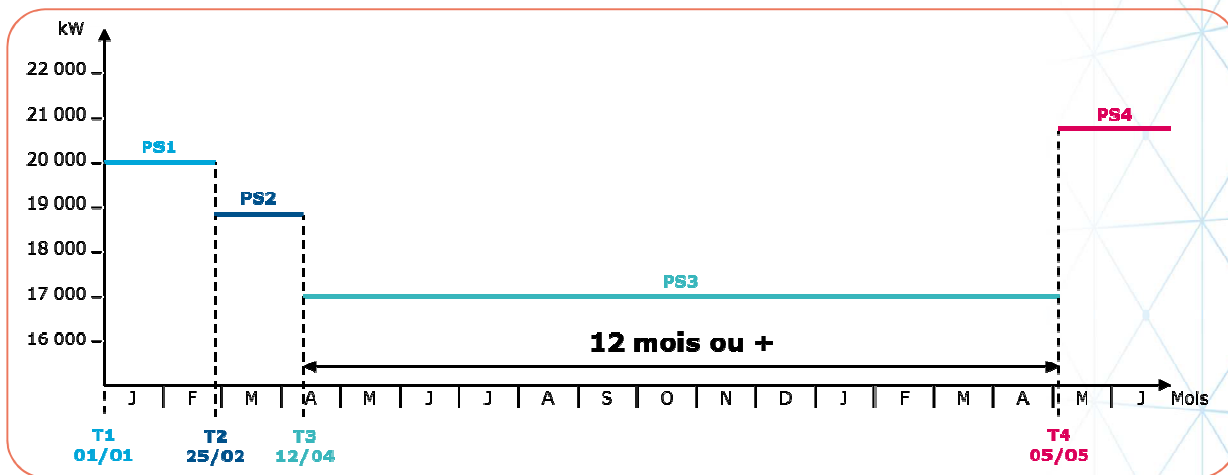 kW
22 000
21 000
PS4
PS1
20 000
PS2
19 000
18 000
PS3
17 000
12 mois ou +
16 000
J F M A M J J A S O N D J F M A M J Mois
T1 T2 T3 T4
01/01 25/02 12/04 05/05